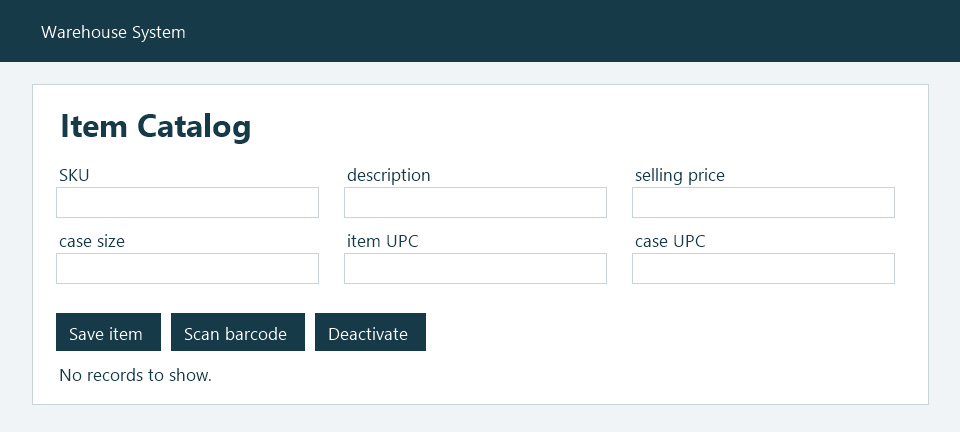 Warehouse System
Item Catalog
SKU description selling price
case size item UPC case UPC
Save item Scan barcode Deactivate
No records to show.